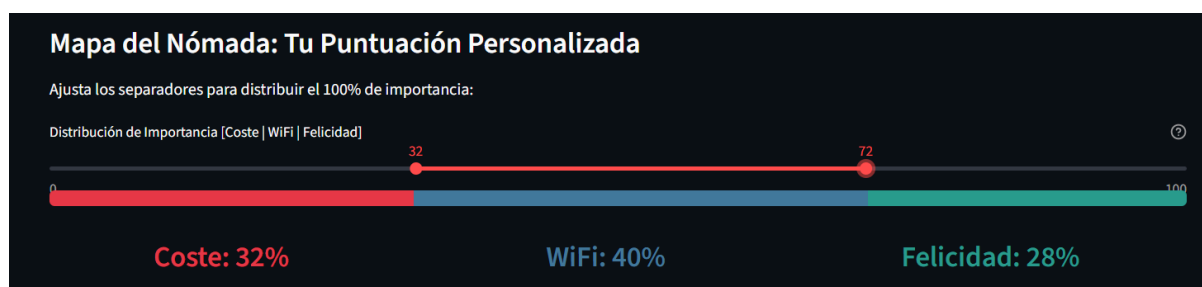 Mapa del Nómada: Tu Puntuación Personalizada
Ajusta los separadores para distribuir el 100% de importancia:
Distribución de Importancia [Coste | WiFi | Felicidad]
32 72
0 100
Coste: 32% WiFi: 40% Felicidad: 28%